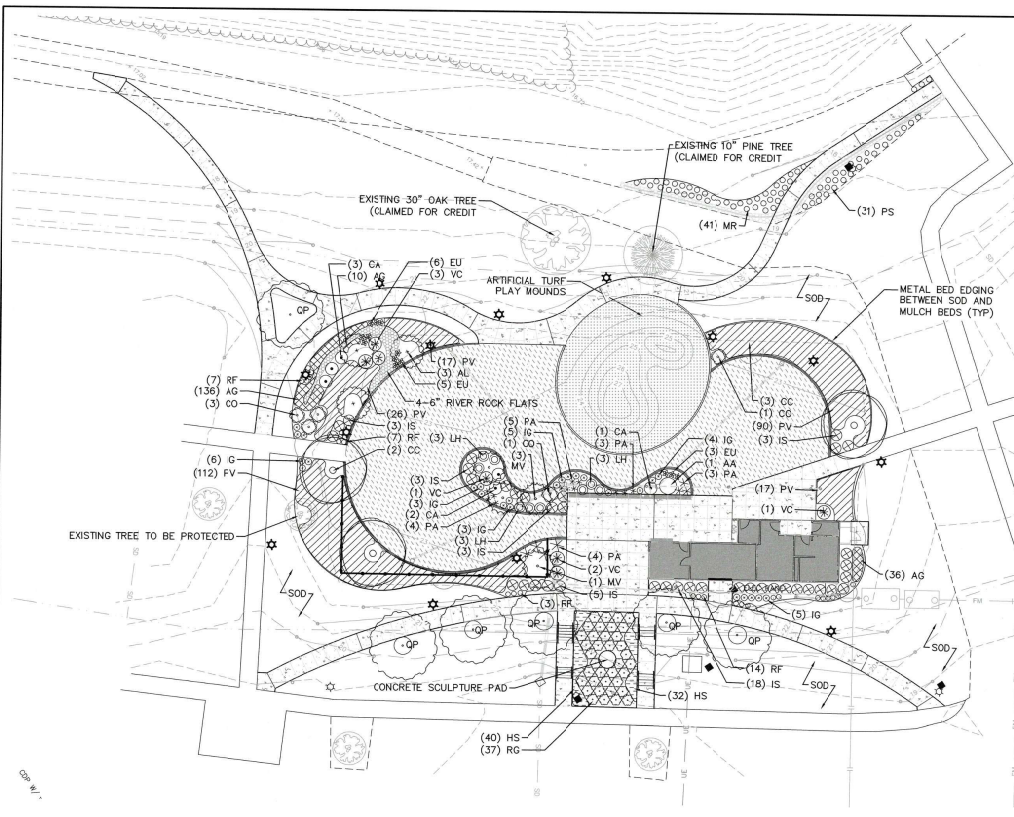 EXISTING 10" PINE TREE
(CLAIMED FOR CREDIT
EXISTING 30" OAK TREE
(CLAIMED FOR CREDIT
(41) MR
(31) PS
(3) CA
(10) AG
(6) EU
(3) VC
ARTIFICIAL TURF
PLAY MOUNDS
SOD
METAL BED EDGING
BETWEEN SOD AND
MULCH BEDS (TYP)
QP
(17) PV
(3) AL
(5) EU
4-6" RIVER ROCK FLATS
(7) RF
(136) AG
(3) CO
(26) PV
(3) IS
(7) RF
(2) CC
(3) CC
(1) CC
(90) PV
(3) IS
(5) PA
(5) IG
(1) CO
(3)
MV
(3) LH
(1) CA
(3) PA
(3) LH
(4) IG
(3) EU
(1) AA
(3) PA
(6) IG
(112) FV
(3) IS
(1) VC
(3) IG
(2) CA
(4) PA
(17) PV
(1) VC
(3) IG
(3) LH
(3) IS
EXISTING TREE TO BE PROTECTED
(4) PA
(2) VC
(1) MV
(5) IS
(36) AG
SOD
(3) RF
(5) IG
FM
QP
QP
QP
QP
QP
(14) RF
(18) IS
SOD
SOD
CONCRETE SCULPTURE PAD
(32) HS
(40) HS
(37) RG
SD
SD